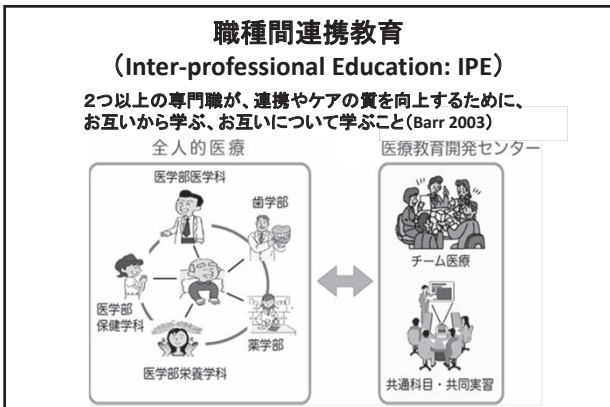 職種間連携教育
（Inter-professional Education: IPE）
２つ以上の専門職が、連携やケアの質を向上するために、
お互いから学ぶ、お互いについて学ぶこと（Barr 2003）
全人的医療
医学部医学科
歯学部
医学部
保健学科
薬学部
医学部栄養学科
医療教育開発センター
チーム医療
共通科目・共同実習